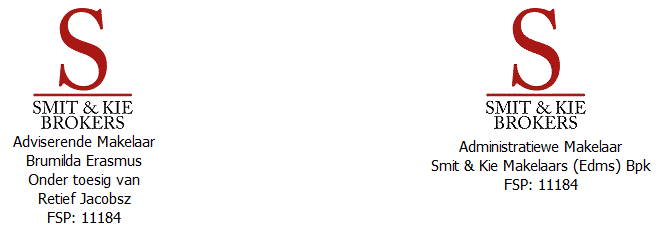 S
SMIT & KIE
BROKERS
Adviserende Makelaar
Brumilda Erasmus
Onder toesig van
Retief Jacobsz
FSP: 11184
S
SMIT & KIE
BROKERS
Administratiewe Makelaar
Smit & Kie Makelaars (Edms) Bpk
FSP: 11184